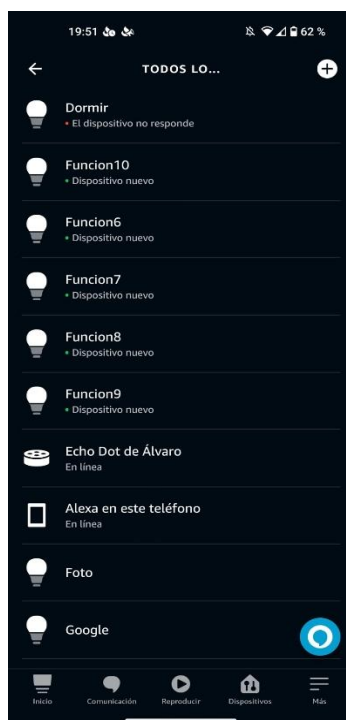 19:51 62 %
TODOS LO...
Dormir
• El dispositivo no responde
Funcion10
• Dispositivo nuevo
Funcion6
• Dispositivo nuevo
Funcion7
• Dispositivo nuevo
Funcion8
• Dispositivo nuevo
Funcion9
• Dispositivo nuevo
Echo Dot de Álvaro
En línea
Alexa en este teléfono
En línea
Foto
Google
Inicio Comunicación Reproducir Dispositivos Más